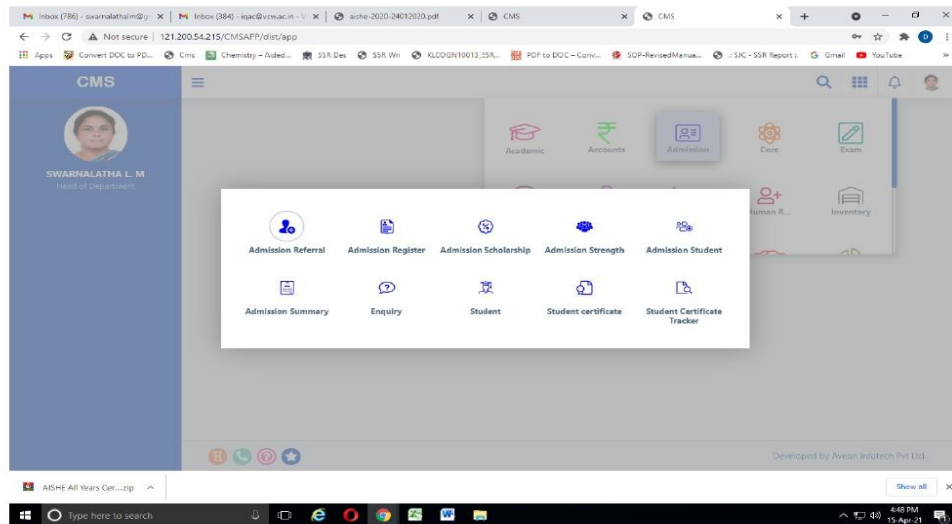 Inbox (786) - swarnalathalm@g
Inbox (384) - iqac@vcw.ac.in - V
aishe-2020-24012020.pdf
CMS
CMS
Not secure | 121.200.54.215/CMSAPP/dist/app
Apps Convert DOC to PD... Cms Chemistry – Aided... SSR Des SSR Wri KLCOGN10013_SSR... PDF to DOC – Conv... SOP-RevisedManua... :: SJC - SSR Report :: Gmail YouTube »
CMS
SWARNALATHA L. M
Head of Department
Academic Accounts Admission Core Exam
Human R... Inventory
Admission Referral Admission Register Admission Scholarship Admission Strength Admission Student
Admission Summary Enquiry Student Student certificate Student Certificate
Tracker
Developed by Aveon Infotech Pvt Ltd.
AISHE All Years Cer....zip
Show all
Type here to search
4:48 PM
15-Apr-21